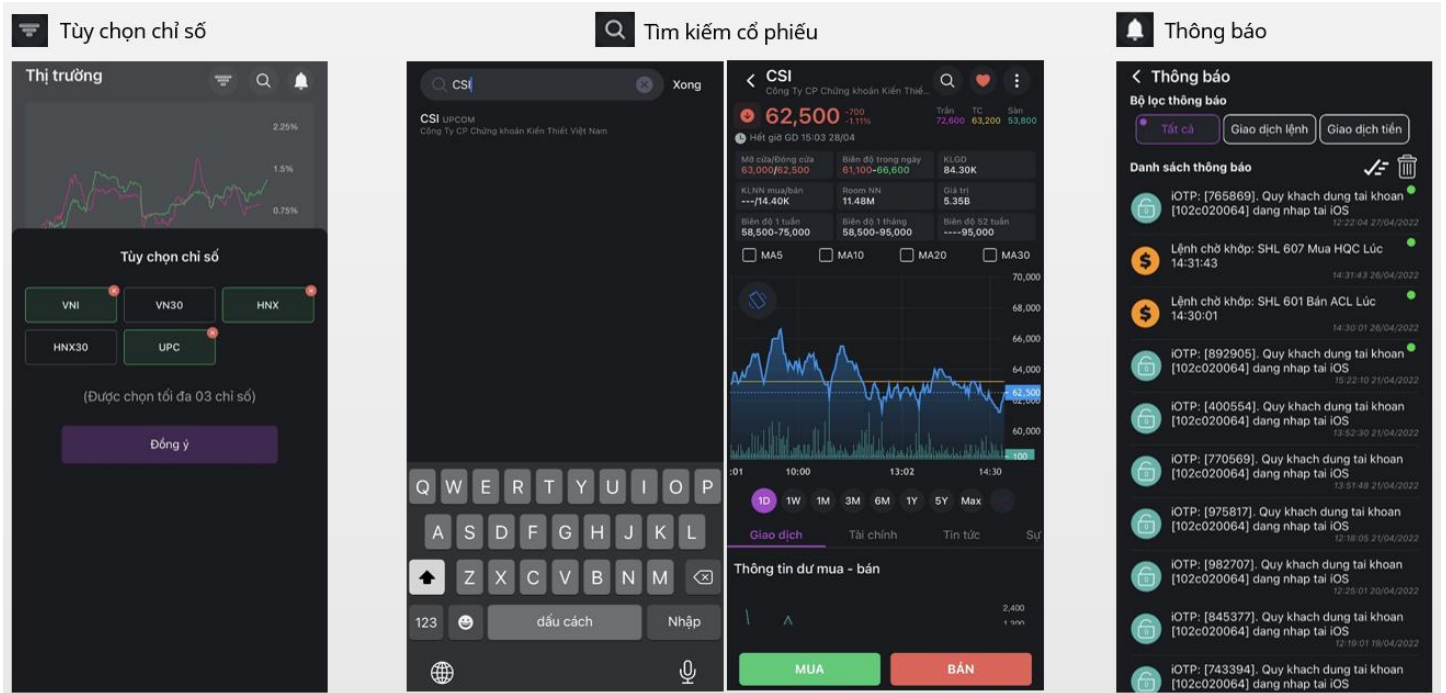 Tùy chọn chỉ số
Tìm kiếm cổ phiếu
Thông báo
Thị trường
2.25%
1.5%
0.75%
Tùy chọn chỉ số
VNI
VN30
HNX
HNX30
UPC
(Được chọn tối đa 03 chỉ số)
Đồng ý
CSI
Xong
CSI UPCOM
Công Ty CP Chứng khoán Kiến Thiết Việt Nam
Q W E R T Y U I O P
A S D F G H J K L
Z X C V B N M
123
dấu cách
Nhập
CSI
Công Ty CP Chứng khoán Kiến Thiế...
62,500
-700
-1.11%
Trần TC Sàn
72,600 63,200 53,800
Hết giờ GD 15:03 28/04
Mở cửa/Đóng cửa
63,000/62,500
Biên độ trong ngày
61,100-66,600
KLGD
84.30K
KLNN mua/bán
---/14.40K
Room NN
11.48M
Giá trị
5.35B
Biên độ 1 tuần
58,500-75,000
Biên độ 1 tháng
58,500-95,000
Biên độ 52 tuần
----95,000
MA5
MA10
MA20
MA30
70,000
68,000
66,000
64,000
62,500
62,000
60,000
100
:01 10:00 13:02 14:30
1D 1W 1M 3M 6M 1Y 5Y Max
Giao dịch Tài chính Tin tức Sự
Thông tin dư mua - bán
2,400
1,200
MUA
BÁN
Thông báo
Bộ lọc thông báo
Tất cả
Giao dịch lệnh
Giao dịch tiền
Danh sách thông báo
iOTP: [765869]. Quy khach dung tai khoan
[102c020064] dang nhap tai iOS
12:22:04 27/04/2022
Lệnh chờ khớp: SHL 607 Mua HQC Lúc
14:31:43
14:31:43 26/04/2022
Lệnh chờ khớp: SHL 601 Bán ACL Lúc
14:30:01
14:30:01 26/04/2022
iOTP: [892905]. Quy khach dung tai khoan
[102c020064] dang nhap tai iOS
15:22:10 21/04/2022
iOTP: [400554]. Quy khach dung tai khoan
[102c020064] dang nhap tai iOS
13:52:30 21/04/2022
iOTP: [770569]. Quy khach dung tai khoan
[102c020064] dang nhap tai iOS
13:51:48 21/04/2022
iOTP: [975817]. Quy khach dung tai khoan
[102c020064] dang nhap tai iOS
12:18:05 21/04/2022
iOTP: [982707]. Quy khach dung tai khoan
[102c020064] dang nhap tai iOS
12:25:01 20/04/2022
iOTP: [845377]. Quy khach dung tai khoan
[102c020064] dang nhap tai iOS
12:19:01 19/04/2022
iOTP: [743394]. Quy khach dung tai khoan
[102c020064] dang nhap tai iOS